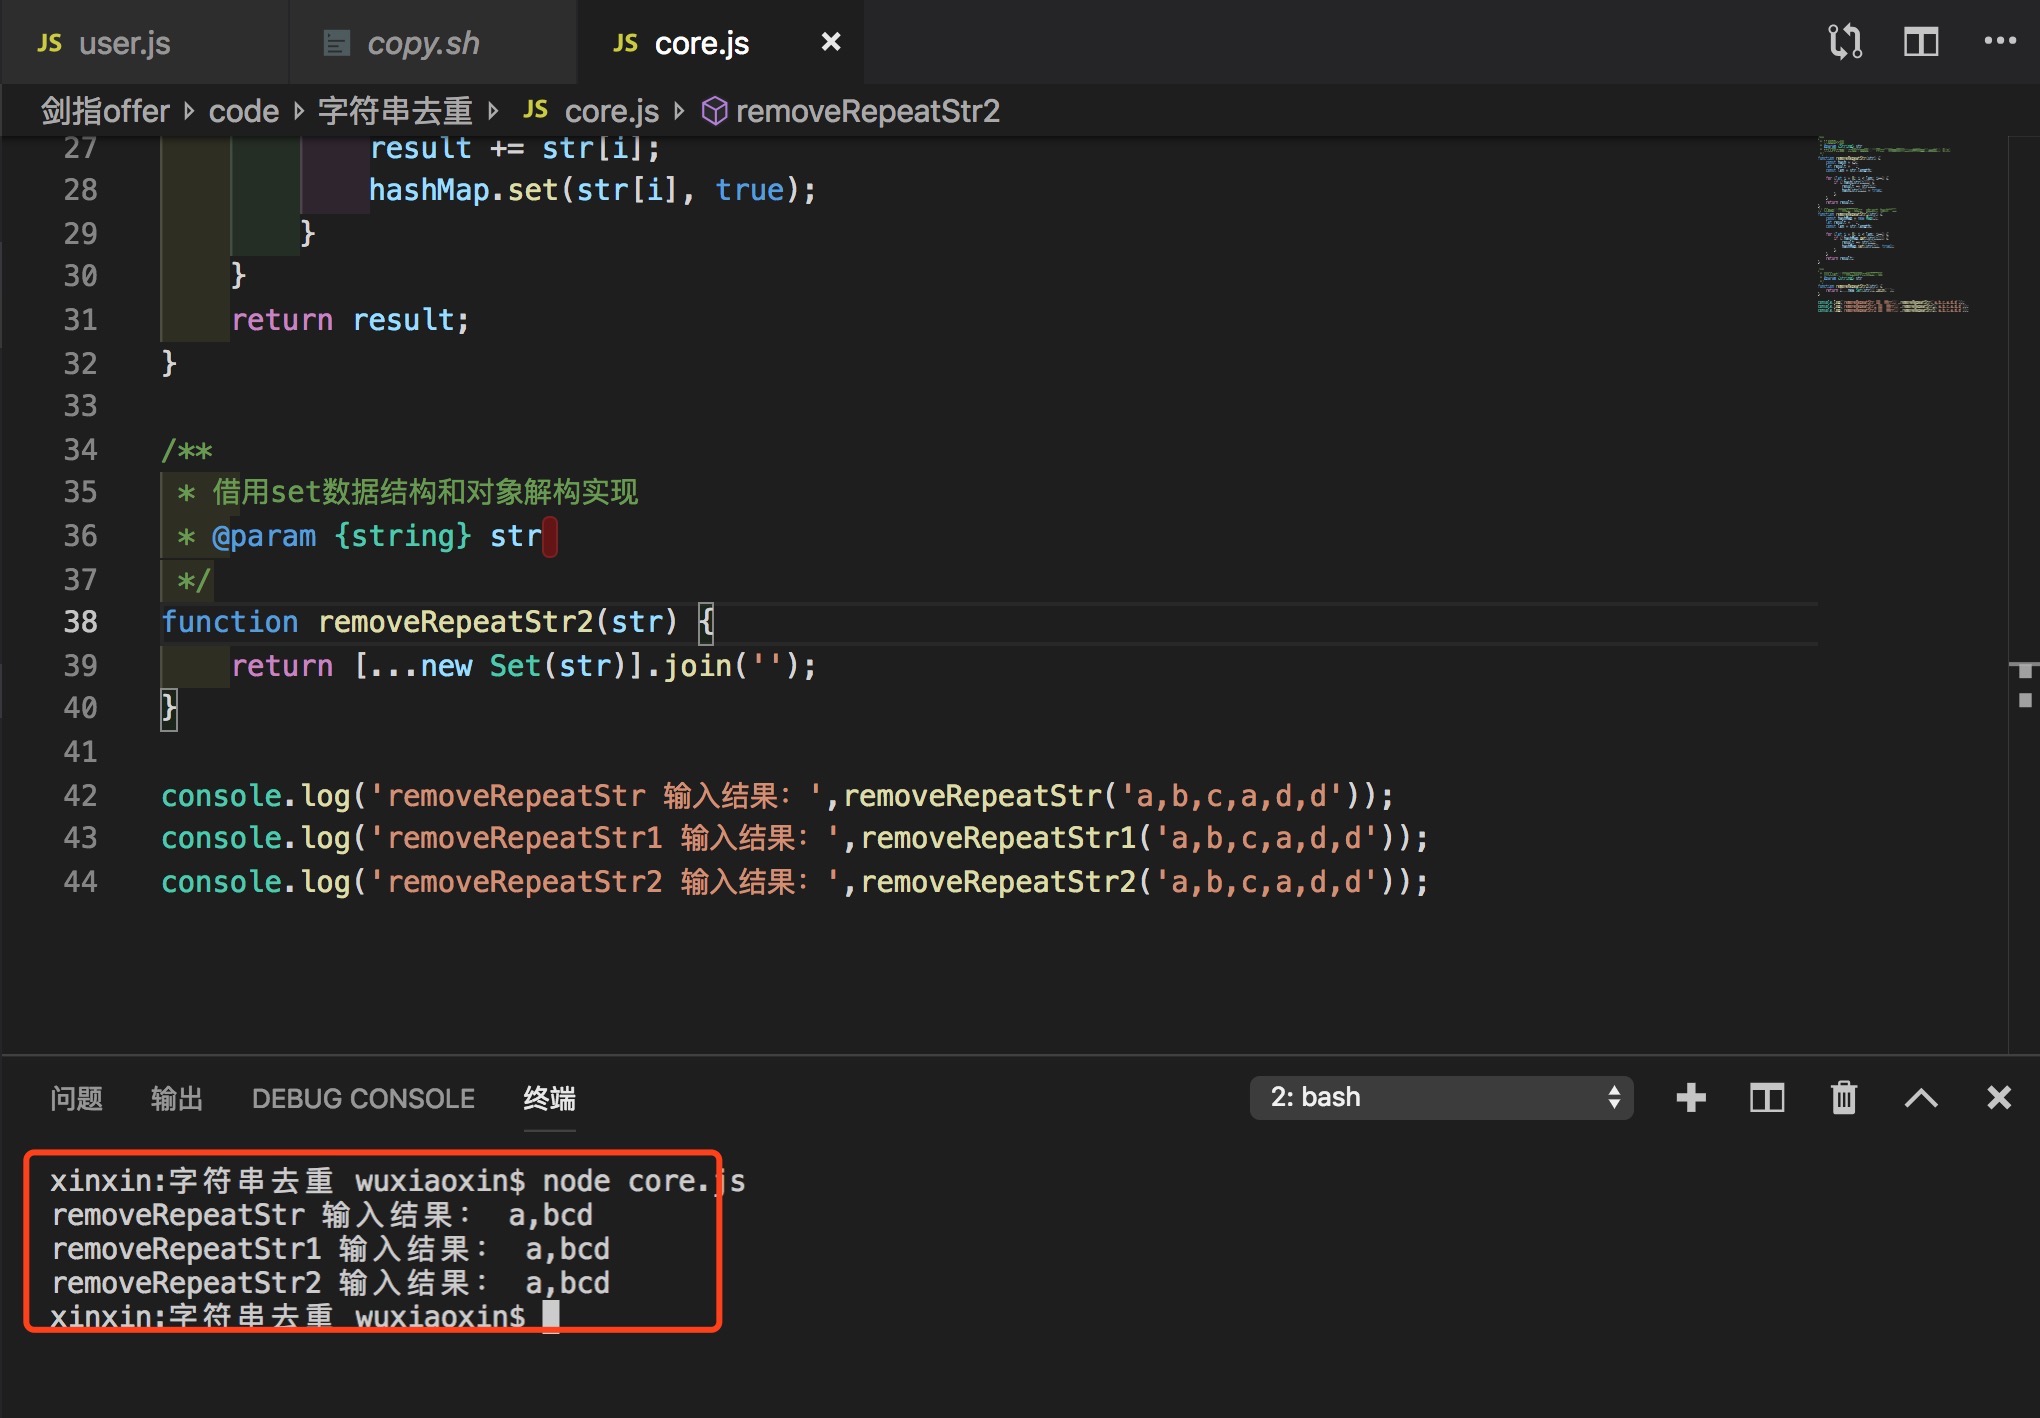 JS user.js copy.sh JS core.js
剑指offer code 字符串去重 JS core.js removeRepeatStr2
27 result += str[i];
28 hashMap.set(str[i], true);
29 }
30 }
31 return result;
32 }
33
34 /**
35 * 借用set数据结构和对象解构实现
36 * @param {string} str
37 */
38 function removeRepeatStr2(str) {
39 return [...new Set(str)].join('');
40 }
41
42 console.log('removeRepeatStr 输入结果：',removeRepeatStr('a,b,c,a,d,d'));
43 console.log('removeRepeatStr1 输入结果：',removeRepeatStr1('a,b,c,a,d,d'));
44 console.log('removeRepeatStr2 输入结果：',removeRepeatStr2('a,b,c,a,d,d'));
问题 输出 DEBUG CONSOLE 终端 2: bash
xinxin:字符串去重 wuxiaoxin$ node core.js
removeRepeatStr 输入结果： a,bcd
removeRepeatStr1 输入结果： a,bcd
removeRepeatStr2 输入结果： a,bcd
xinxin:字符串去重 wuxiaoxin$